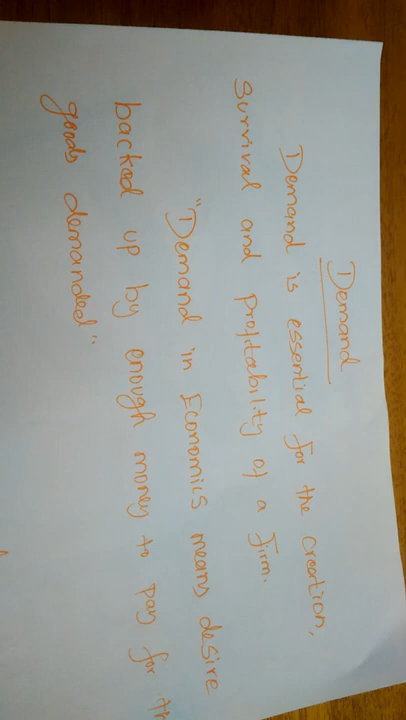 Demand
Demand is essential for the creation,
Survival and Profitability of a firm.
"Demand in Economics means desire
backed up by enough money to pay for
goods demanded"